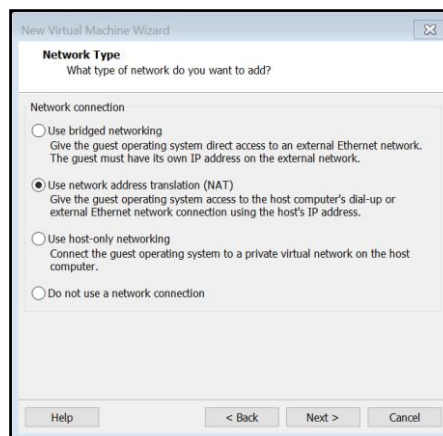 New Virtual Machine Wizard
Network Type
What type of network do you want to add?
Network connection
Use bridged networking
Give the guest operating system direct access to an external Ethernet network.
The guest must have its own IP address on the external network.
Use network address translation (NAT)
Give the guest operating system access to the host computer's dial-up or
external Ethernet network connection using the host's IP address.
Use host-only networking
Connect the guest operating system to a private virtual network on the host
computer.
Do not use a network connection
Help < Back Next > Cancel